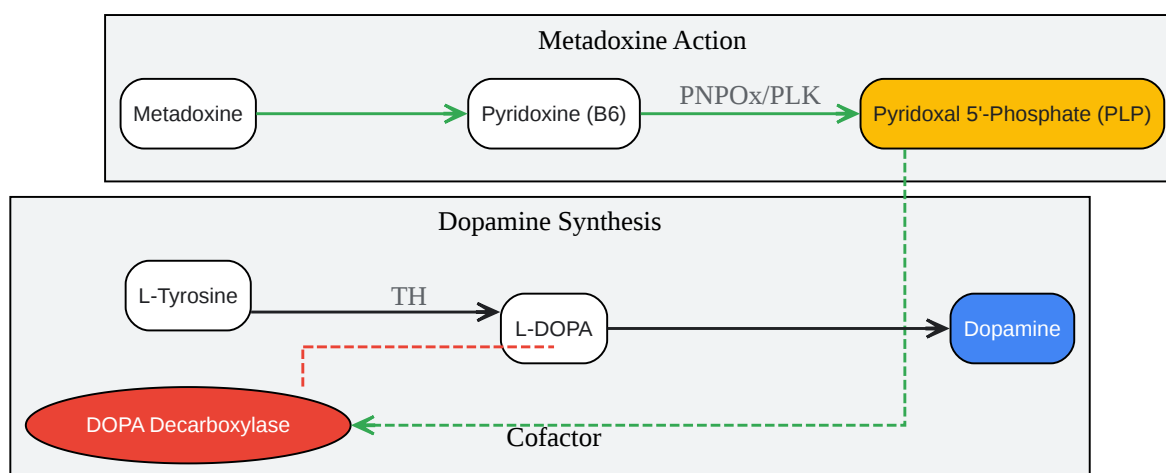 Metadoxine Action
Metadoxine
Pyridoxine (B6)
PNPOx/PLK
Pyridoxal 5'-Phosphate (PLP)
Dopamine Synthesis
L-Tyrosine
TH
L-DOPA
Dopamine
DOPA Decarboxylase
Cofactor